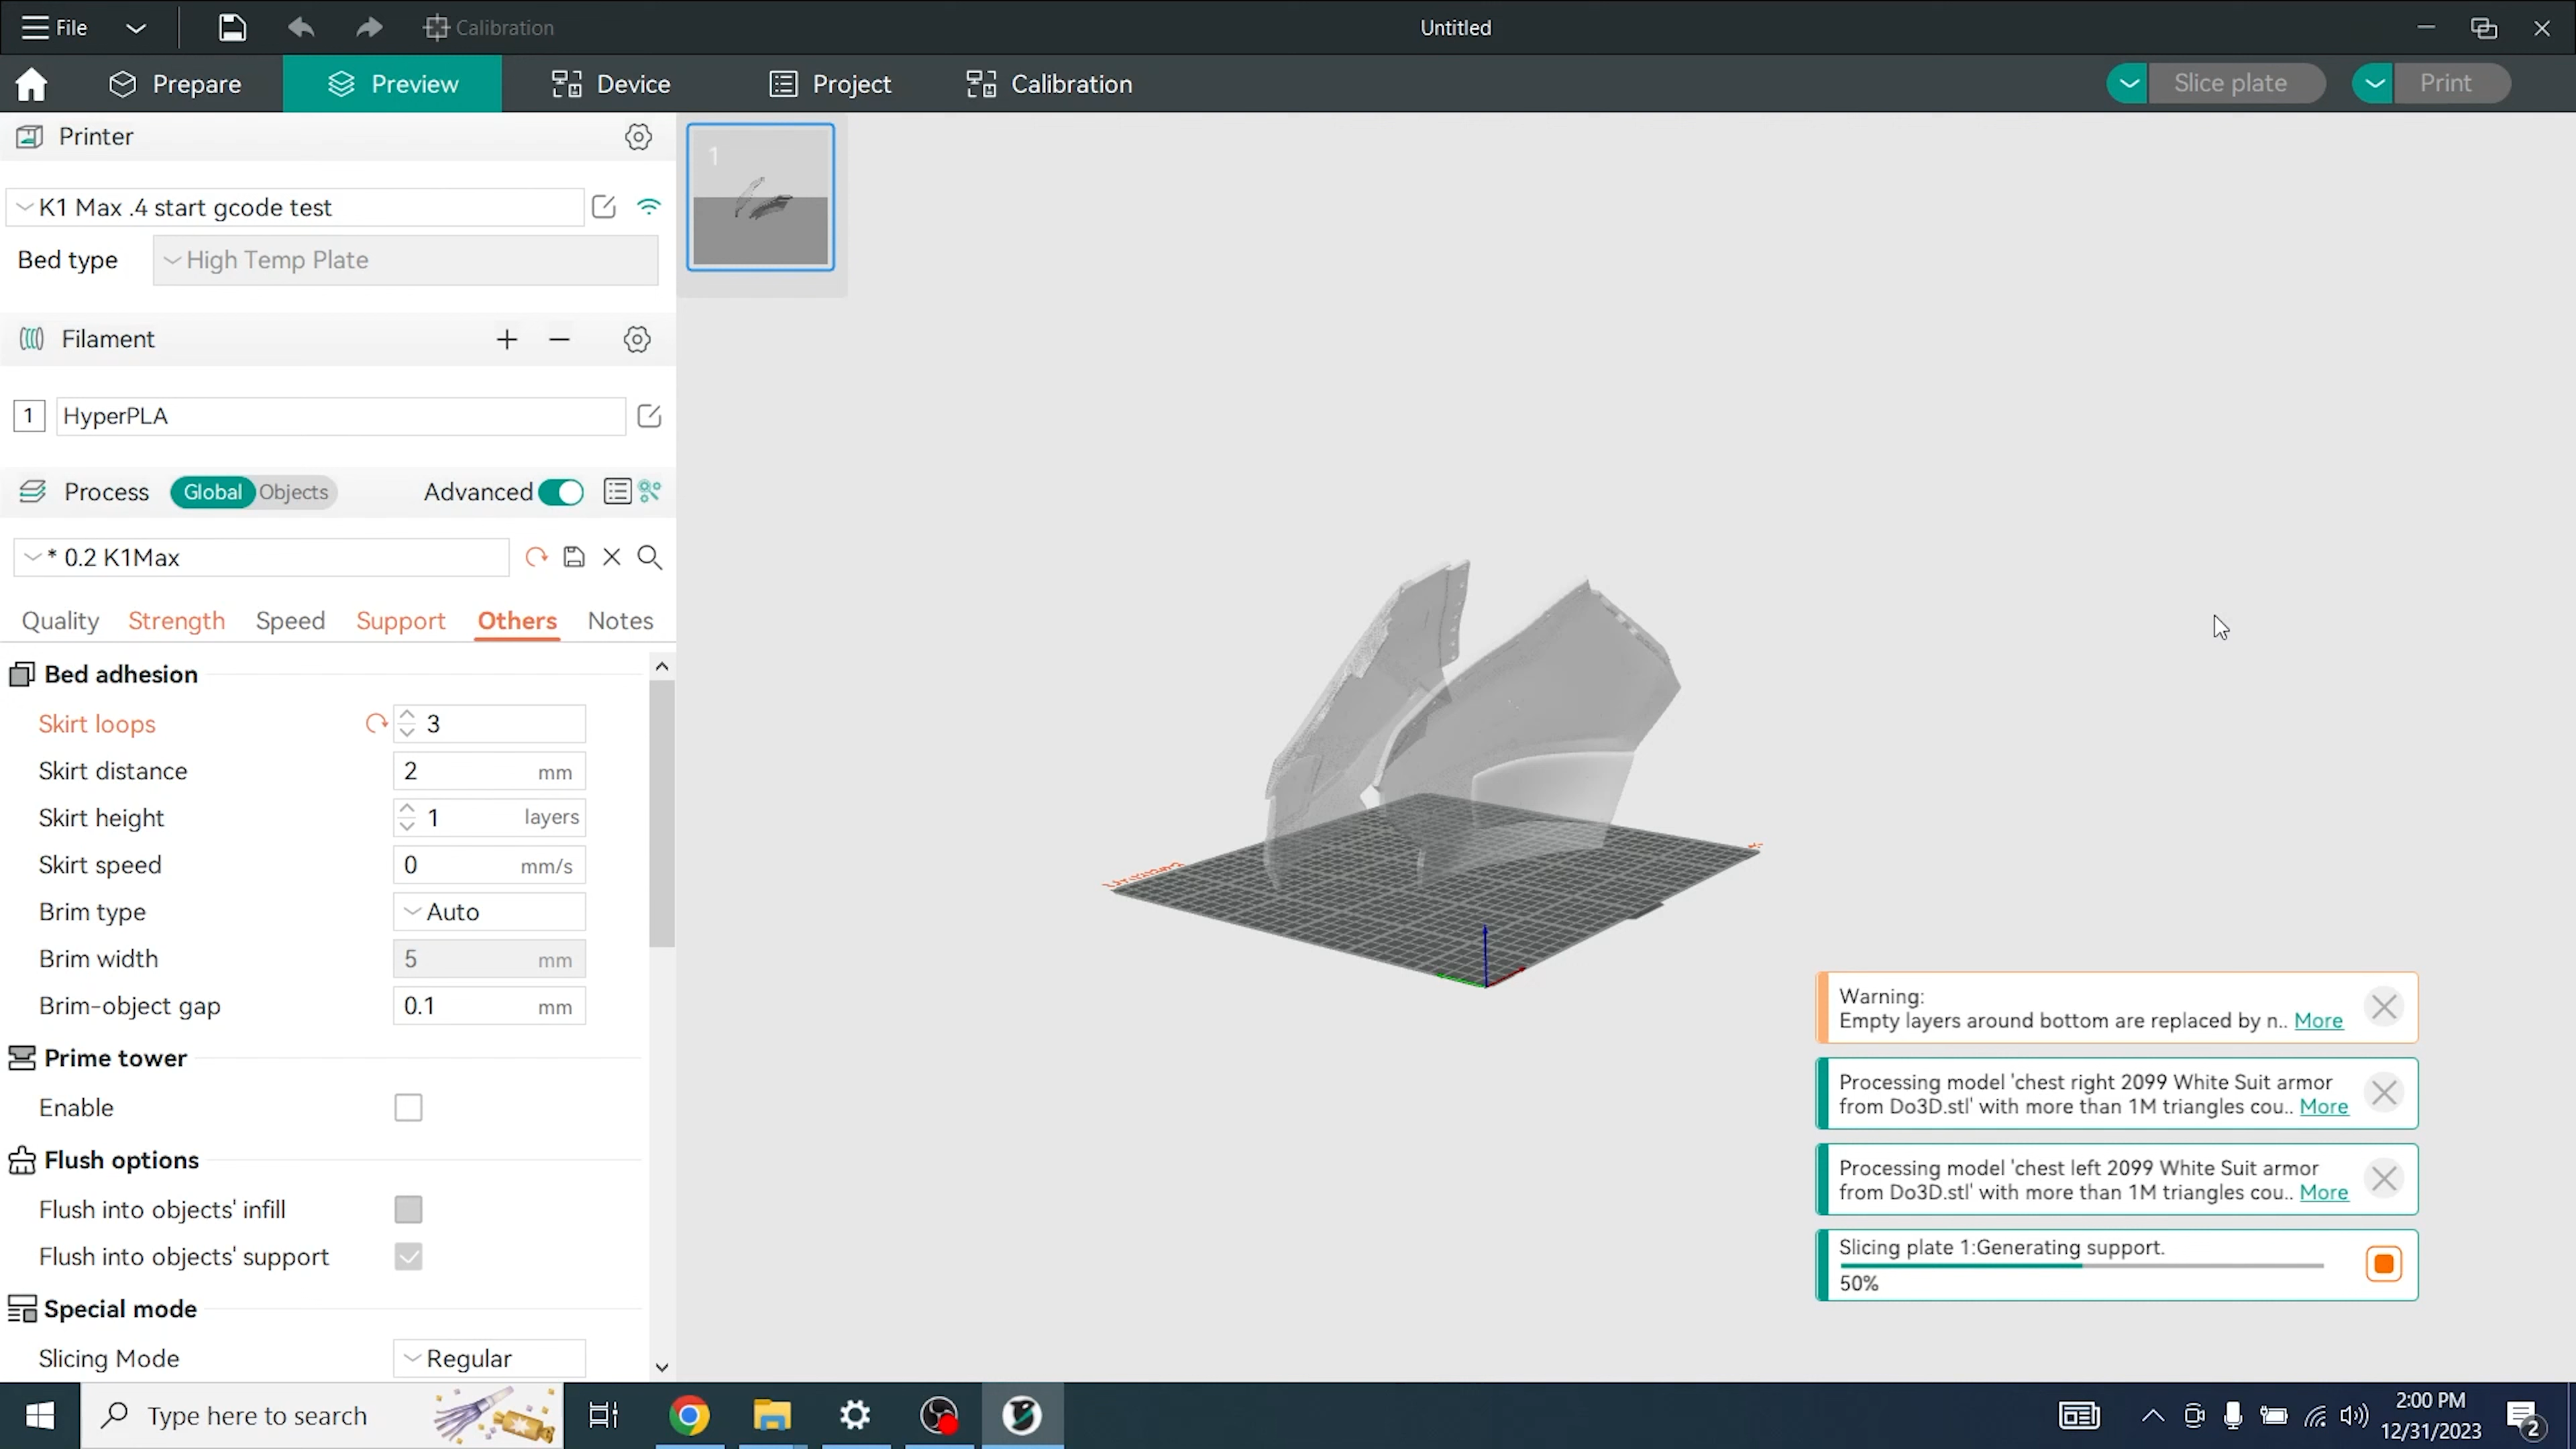 File
Calibration
Untitled
Prepare
Preview
Device
Project
Calibration
Slice plate
Print
Printer
K1 Max .4 start gcode test
Bed type
High Temp Plate
Filament
1
HyperPLA
Process
Global
Objects
Advanced
* 0.2 K1Max
Quality
Strength
Speed
Support
Others
Notes
Bed adhesion
Skirt loops
3
Skirt distance
2 mm
Skirt height
1 layers
Skirt speed
0 mm/s
Brim type
Auto
Brim width
5 mm
Brim-object gap
0.1 mm
Prime tower
Enable
Flush options
Flush into objects' infill
Flush into objects' support
Special mode
Slicing Mode
Regular
1
Warning:
Empty layers around bottom are replaced by n.. More
Processing model 'chest right 2099 White Suit armor
from Do3D.stl' with more than 1M triangles cou.. More
Processing model 'chest left 2099 White Suit armor
from Do3D.stl' with more than 1M triangles cou.. More
Slicing plate 1:Generating support.
50%
Type here to search
2:00 PM
12/31/2023
2